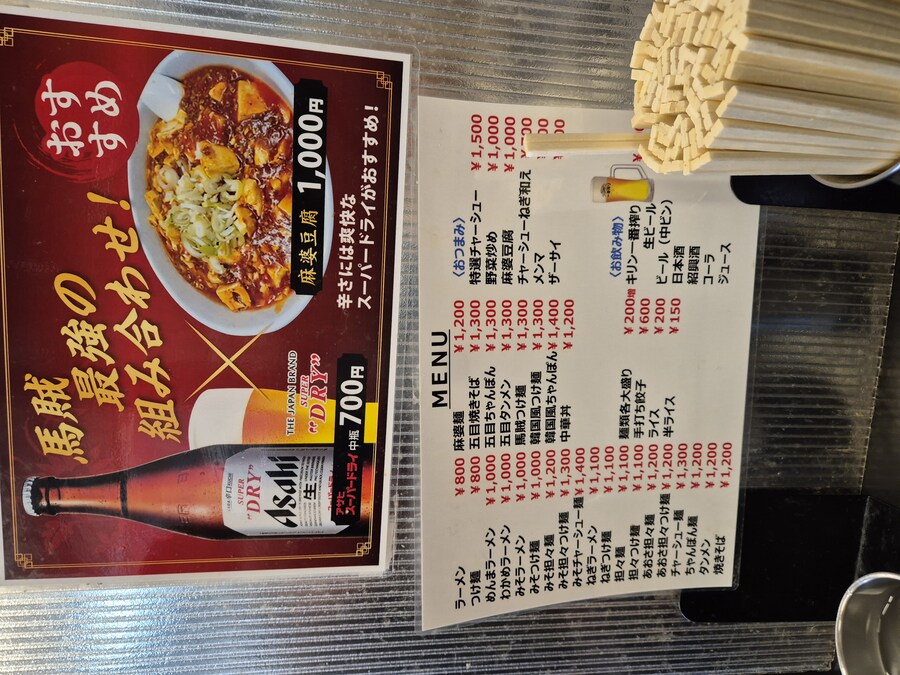 おす
すめ
馬賊
最強の
組み合わせ!
麻婆豆腐 1,000円
辛さには爽快な
スーパードライがおすすめ!
THE JAPAN BRAND
SUPER
"DRY"
アサヒ
スーパードライ 中瓶 700円
SUPER
"DRY"
Asahi
生
MENU
ラーメン ¥800
つけ麺 ¥800
めんまラーメン ¥1,000
わかめラーメン ¥1,000
みそラーメン ¥1,000
みそつけ麺 ¥1,000
みそ担々麺 ¥1,200
みそ担々つけ麺 ¥1,300
みそチャーシュー麺 ¥1,400
ねぎラーメン ¥1,100
ねぎつけ麺 ¥1,100
担々麺 ¥1,100
担々つけ麺 ¥1,100
あおさ担々麺 ¥1,200
あおさ担々つけ麺 ¥1,200
チャーシュー麺 ¥1,300
ちゃんぽん麺 ¥1,200
タンメン ¥1,200
焼きそば ¥1,200
麻婆麺 ¥1,200
五目焼きそば ¥1,300
五目ちゃんぽん ¥1,300
五目タンメン ¥1,300
馬賊つけ麺 ¥1,300
韓国風つけ麺 ¥1,300
韓国風ちゃんぽん ¥1,400
中華丼 ¥1,200
麺類各大盛り ¥200増
手打ち餃子 ¥600
ライス ¥200
半ライス ¥150
〈おつまみ〉
特選チャーシュー ¥1,500
野菜炒め ¥1,000
麻婆豆腐 ¥1,000
チャーシューねぎ和え
メンマ
ザーサイ
〈お飲み物〉
キリン一番搾り
生ビール
ビール (中ビン)
日本酒
紹興酒
コーラ
ジュース